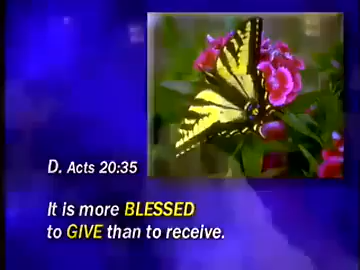 D. Acts 20:35
It is more BLESSED
to GIVE than to receive.